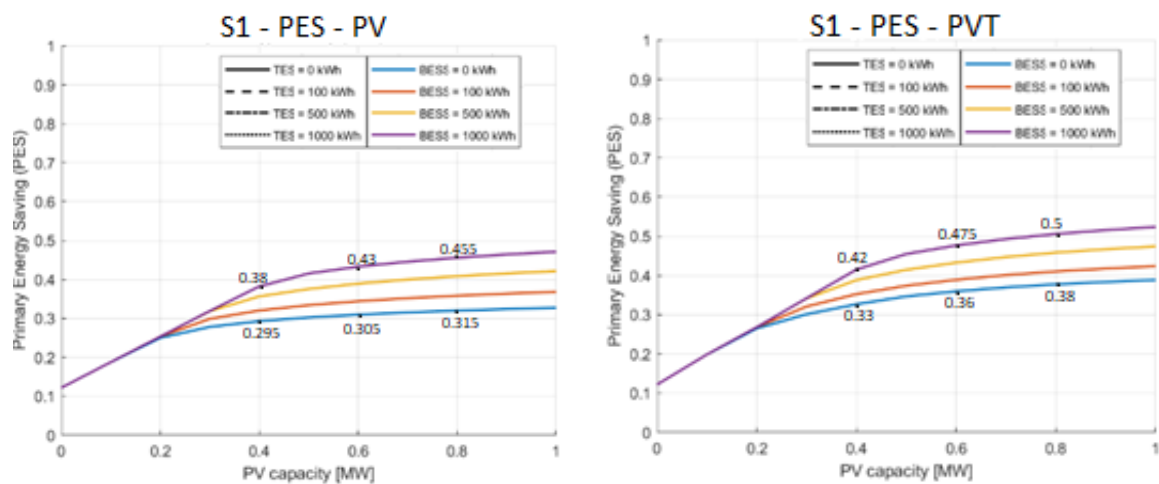 S1 - PES - PV
TES = 0 kWh
BESS = 0 kWh
TES = 100 kWh
BESS = 100 kWh
TES = 500 kWh
BESS = 500 kWh
TES = 1000 kWh
BESS = 1000 kWh
Primary Energy Saving (PES)
1
0.9
0.8
0.7
0.6
0.5
0.4
0.3
0.2
0.1
0
0.38
0.43
0.455
0.295
0.305
0.315
0
0.2
0.4
0.6
0.8
1
PV capacity [MW]
S1 - PES - PVT
TES = 0 kWh
BESS = 0 kWh
TES = 100 kWh
BESS = 100 kWh
TES = 500 kWh
BESS = 500 kWh
TES = 1000 kWh
BESS = 1000 kWh
Primary Energy Saving (PES)
1
0.9
0.8
0.7
0.6
0.5
0.4
0.3
0.2
0.1
0
0.42
0.475
0.5
0.33
0.36
0.38
0
0.2
0.4
0.6
0.8
1
PV capacity [MW]